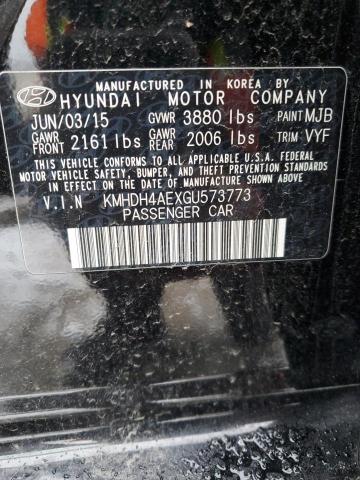 MANUFACTURED IN KOREA BY
HYUNDAI MOTOR COMPANY
JUN/03/15 GVWR 3880 lbs PAINT MJB
GAWR FRONT 2161 lbs GAWR REAR 2006 lbs TRIM VYF
THIS VEHICLE CONFORMS TO ALL APPLICABLE U.S.A. FEDERAL
MOTOR VEHICLE SAFETY, BUMPER, AND THEFT PREVENTION STANDARDS
IN EFFECT ON THE DATE OF MANUFACTURE SHOWN ABOVE.
V.I.N KMHDH4AEXGU573773
PASSENGER CAR